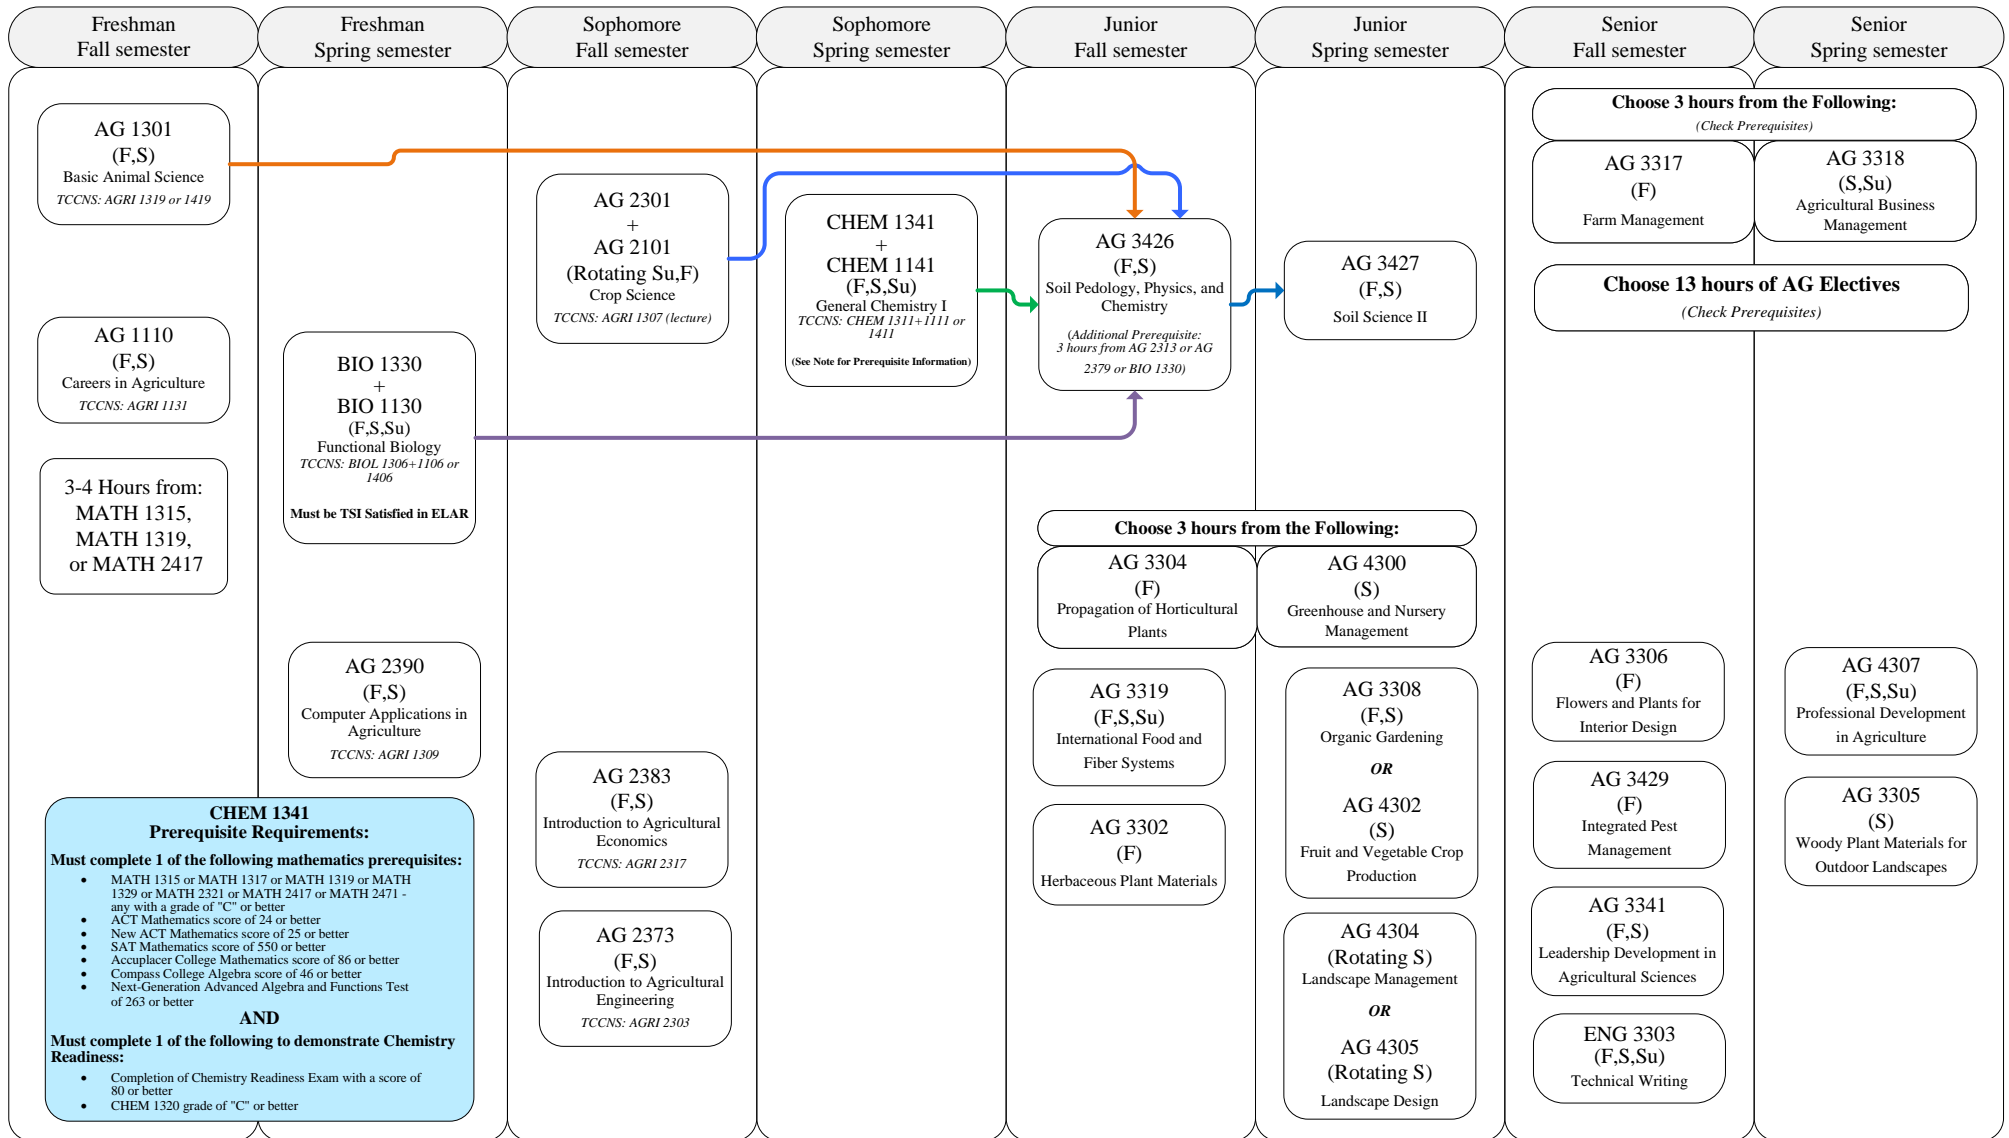 Freshman
Fall semester
Freshman
Spring semester
Sophomore
Fall semester
Sophomore
Spring semester
Junior
Fall semester
Junior
Spring semester
Senior
Fall semester
Senior
Spring semester
AG 1301
(F,S)
Basic Animal Science
TCCNS: AGRI 1319 or 1419
AG 1110
(F,S)
Careers in Agriculture
TCCNS: AGRI 1131
3-4 Hours from:
MATH 1315,
MATH 1319,
or MATH 2417
BIO 1330
+
BIO 1130
(F,S,Su)
Functional Biology
TCCNS: BIOL 1306+1106 or
1406
Must be TSI Satisfied in ELAR
AG 2390
(F,S)
Computer Applications in
Agriculture
TCCNS: AGRI 1309
CHEM 1341
Prerequisite Requirements:
Must complete 1 of the following mathematics prerequisites:
• MATH 1315 or MATH 1317 or MATH 1319 or MATH
1329 or MATH 2321 or MATH 2417 or MATH 2471 -
any with a grade of "C" or better
• ACT Mathematics score of 24 or better
• New ACT Mathematics score of 25 or better
• SAT Mathematics score of 550 or better
• Accuplacer College Mathematics score of 86 or better
• Compass College Algebra score of 46 or better
• Next-Generation Advanced Algebra and Functions Test
of 263 or better
AND
Must complete 1 of the following to demonstrate Chemistry
Readiness:
• Completion of Chemistry Readiness Exam with a score of
80 or better
• CHEM 1320 grade of "C" or better
AG 2301
+
AG 2101
(Rotating Su,F)
Crop Science
TCCNS: AGRI 1307 (lecture)
AG 2383
(F,S)
Introduction to Agricultural
Economics
TCCNS: AGRI 2317
AG 2373
(F,S)
Introduction to Agricultural
Engineering
TCCNS: AGRI 2303
CHEM 1341
+
CHEM 1141
(F,S,Su)
General Chemistry I
TCCNS: CHEM 1311+1111 or
1411
(See Note for Prerequisite Information)
AG 3426
(F,S)
Soil Pedology, Physics, and
Chemistry
(Additional Prerequisite:
3 hours from AG 2313 or AG
2379 or BIO 1330)
AG 3427
(F,S)
Soil Science II
Choose 3 hours from the Following:
AG 3304
(F)
Propagation of Horticultural
Plants
AG 4300
(S)
Greenhouse and Nursery
Management
AG 3319
(F,S,Su)
International Food and
Fiber Systems
AG 3302
(F)
Herbaceous Plant Materials
AG 3308
(F,S)
Organic Gardening
OR
AG 4302
(S)
Fruit and Vegetable Crop
Production
AG 4304
(Rotating S)
Landscape Management
OR
AG 4305
(Rotating S)
Landscape Design
Choose 3 hours from the Following:
(Check Prerequisites)
AG 3317
(F)
Farm Management
AG 3318
(S,Su)
Agricultural Business
Management
Choose 13 hours of AG Electives
(Check Prerequisites)
AG 3306
(F)
Flowers and Plants for
Interior Design
AG 3429
(F)
Integrated Pest
Management
AG 3341
(F,S)
Leadership Development in
Agricultural Sciences
ENG 3303
(F,S,Su)
Technical Writing
AG 4307
(F,S,Su)
Professional Development
in Agriculture
AG 3305
(S)
Woody Plant Materials for
Outdoor Landscapes